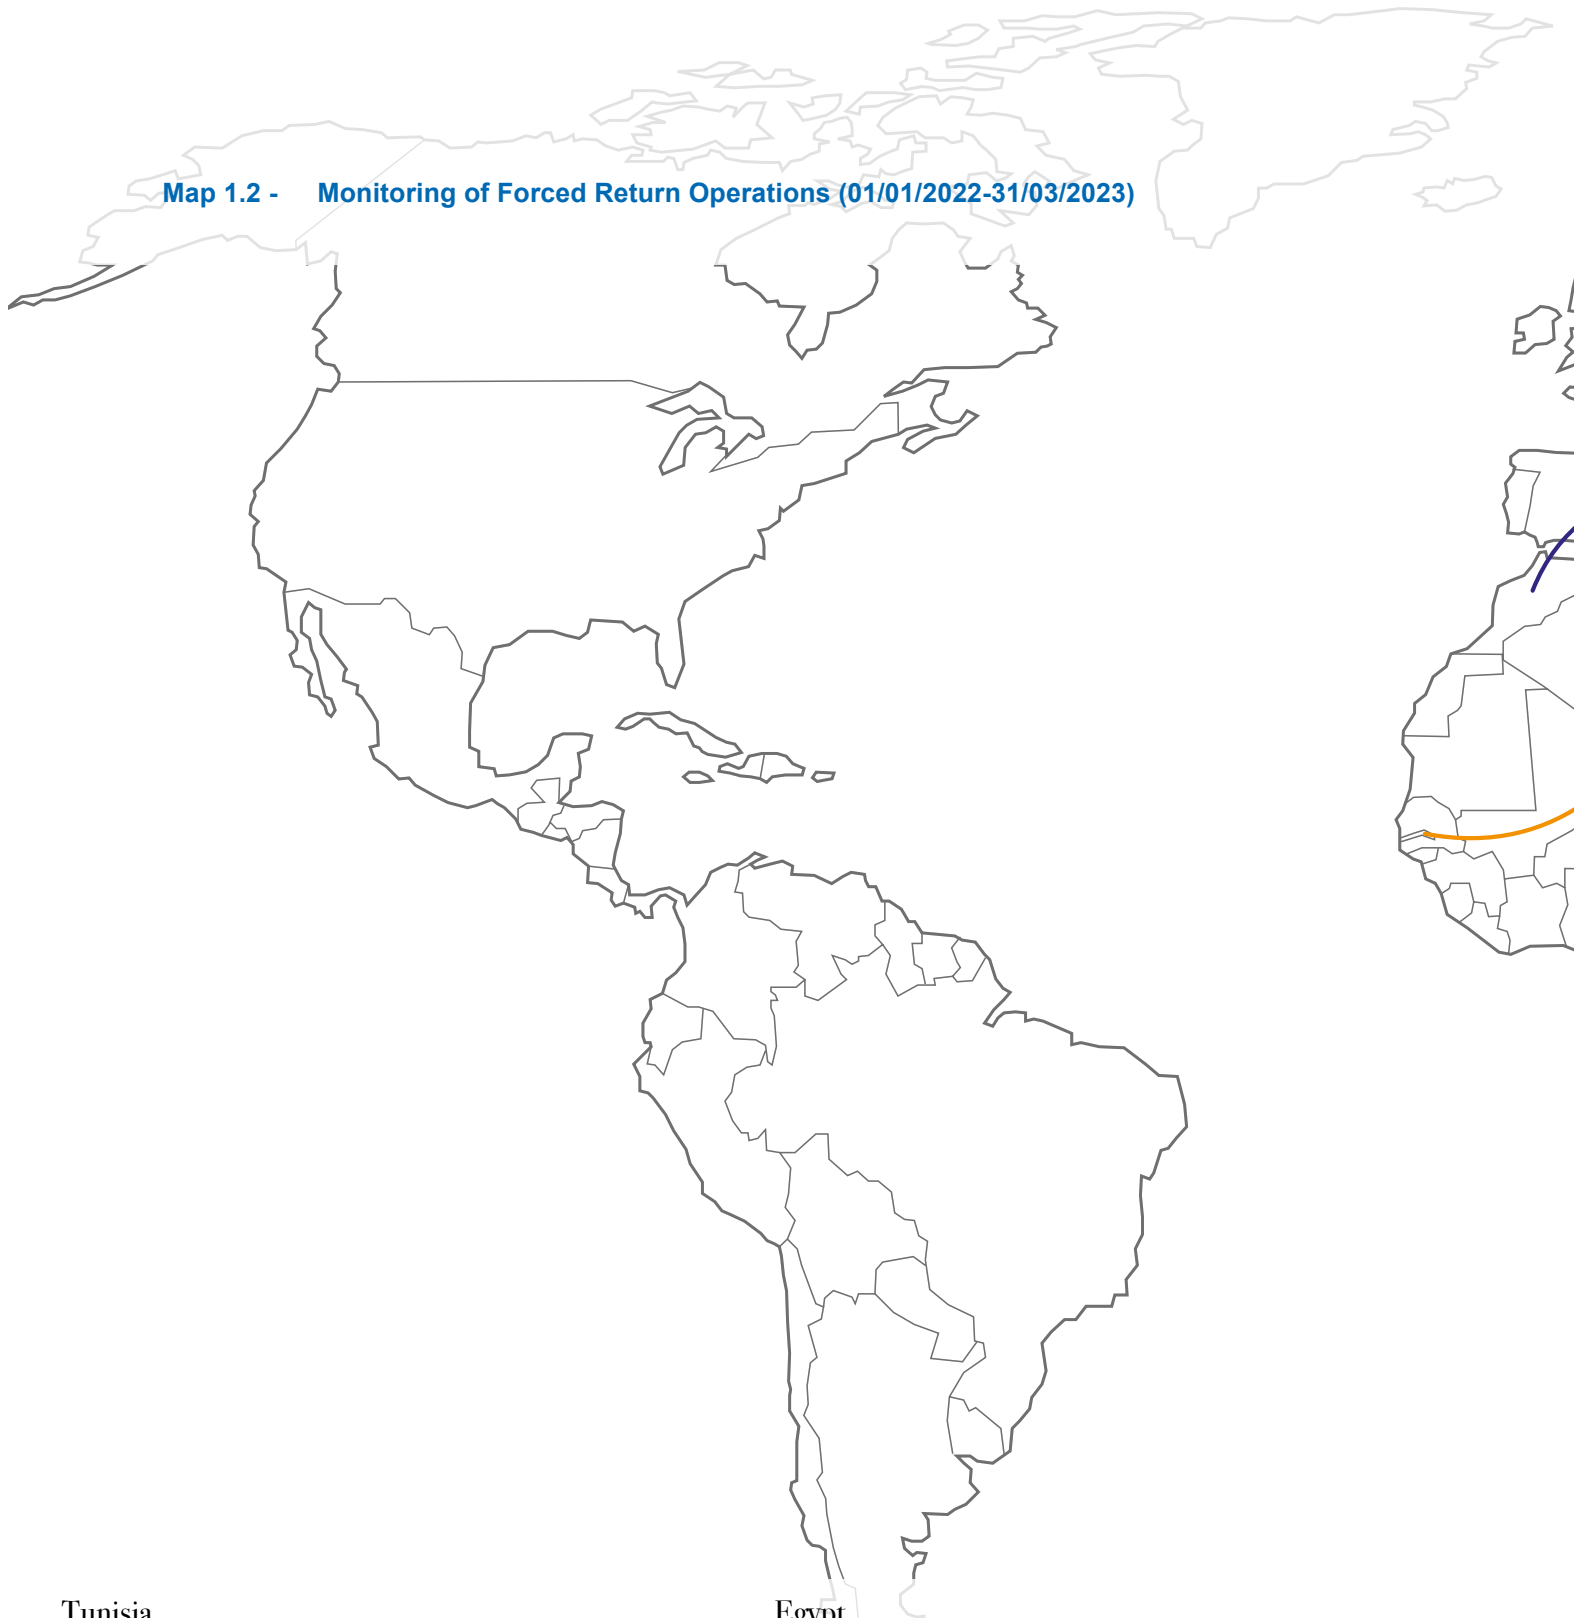 Map 1.2 - Monitoring of Forced Return Operations (01/01/2022-31/03/2023)
Tunisia Egypt